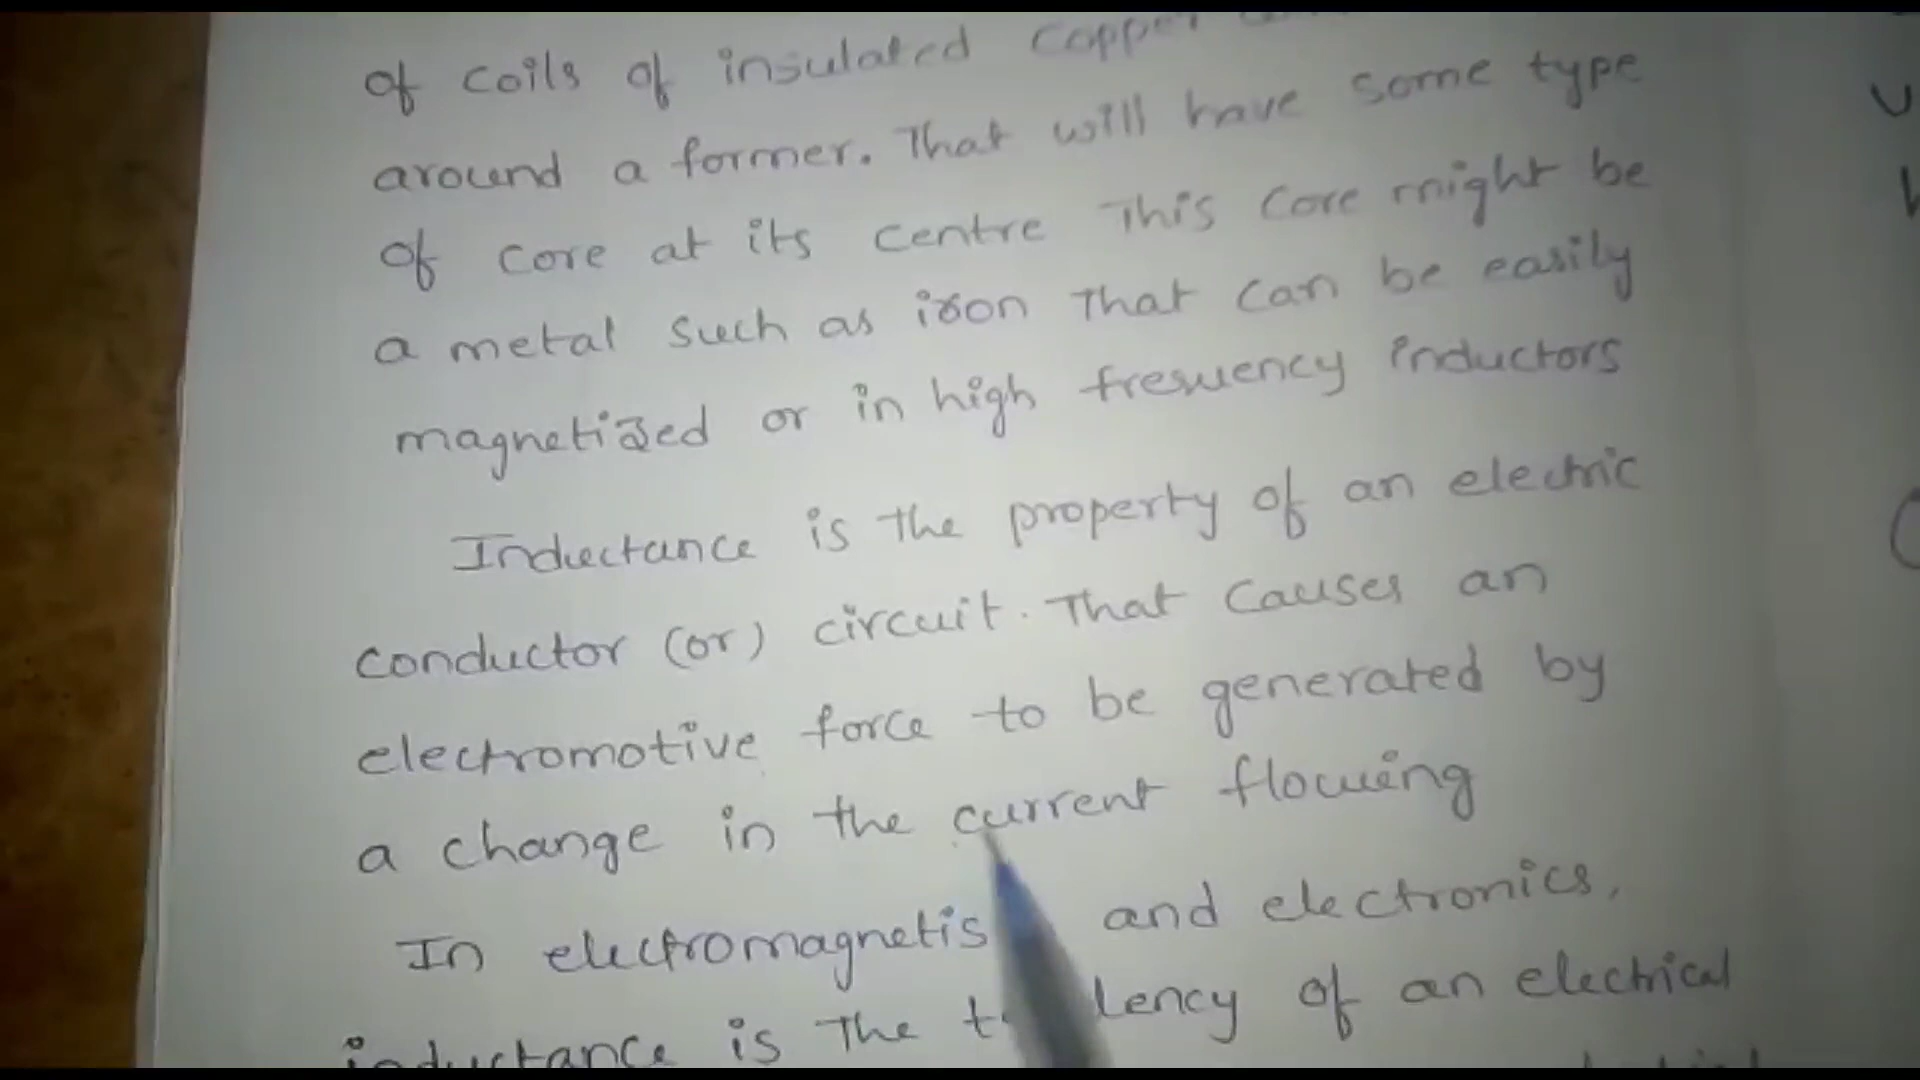 of coils of insulated copper
around a former. That will have some type
of core at its centre This core might be
a metal such as iron That can be easily
magnetized or in high frequency inductors
Inductance is the property of an electric
conductor (or) circuit. That causes an
electromotive force to be generated by
a change in the current flowing
In electromagnetis and electronics,
inductance is the t lency of an electrical